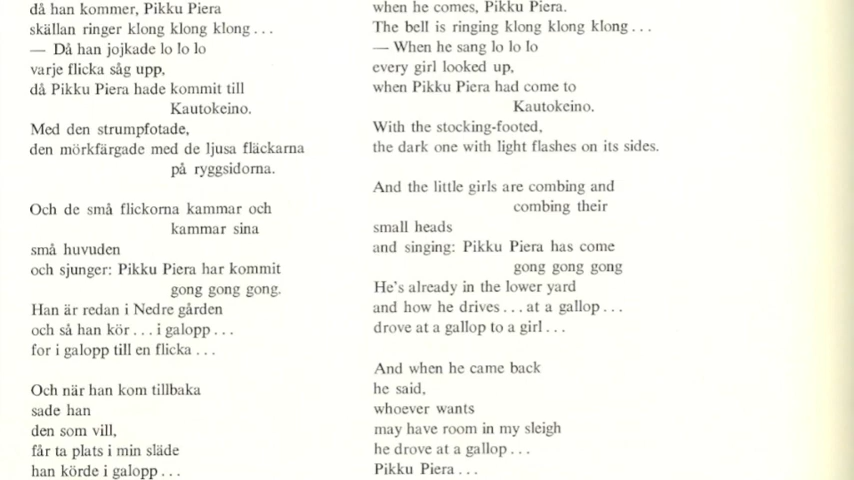 då han kommer, Pikku Piera
skällan ringer klong klong klong...
— Då han jojkade lo lo lo
varje flicka såg upp,
då Pikku Piera hade kommit till
Kautokeino.
Med den strumpfotade,
den mörkfärgade med de ljusa fläckarna
på ryggsidorna.
Och de små flickorna kammar och
kammar sina
små huvuden
och sjunger: Pikku Piera har kommit
gong gong gong.
Han är redan i Nedre gården
och så han kör... i galopp...
for i galopp till en flicka...
Och när han kom tillbaka
sade han
den som vill,
får ta plats i min släde
han körde i galopp...
when he comes, Pikku Piera.
The bell is ringing klong klong klong...
— When he sang lo lo lo
every girl looked up,
when Pikku Piera had come to
Kautokeino.
With the stocking-footed,
the dark one with light flashes on its sides.
And the little girls are combing and
combing their
small heads
and singing: Pikku Piera has come
gong gong gong
He's already in the lower yard
and how he drives... at a gallop...
drove at a gallop to a girl...
And when he came back
he said,
whoever wants
may have room in my sleigh
he drove at a gallop...
Pikku Piera...